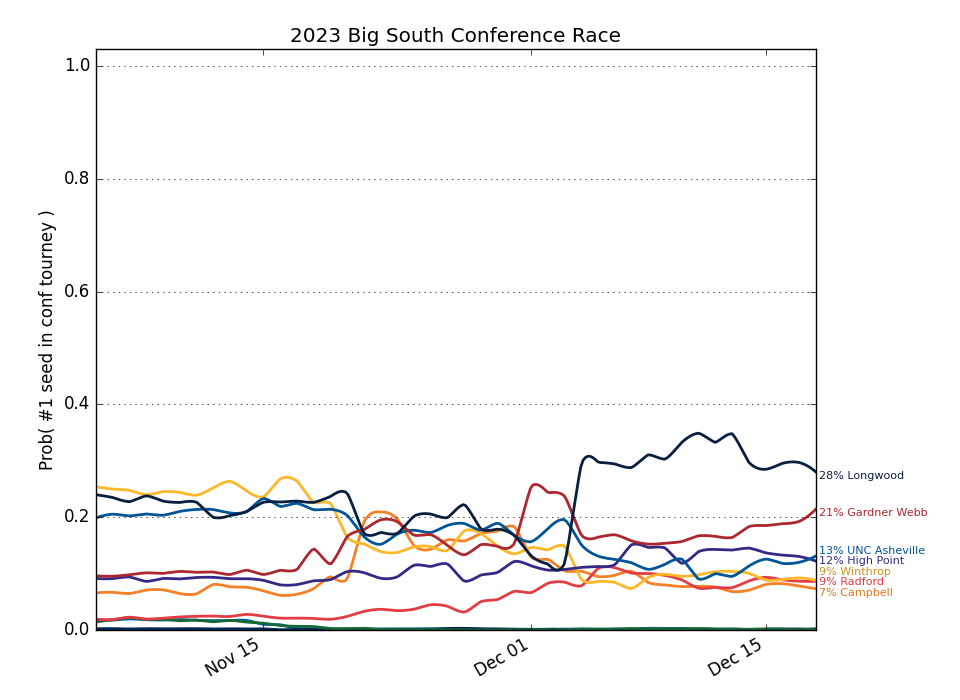 2023 Big South Conference Race
Prob( #1 seed in conf tourney )
1.0
0.8
0.6
0.4
0.2
0.0
Nov 15
Dec 01
Dec 15
28% Longwood
21% Gardner Webb
13% UNC Asheville
12% High Point
9% Winthrop
9% Radford
7% Campbell